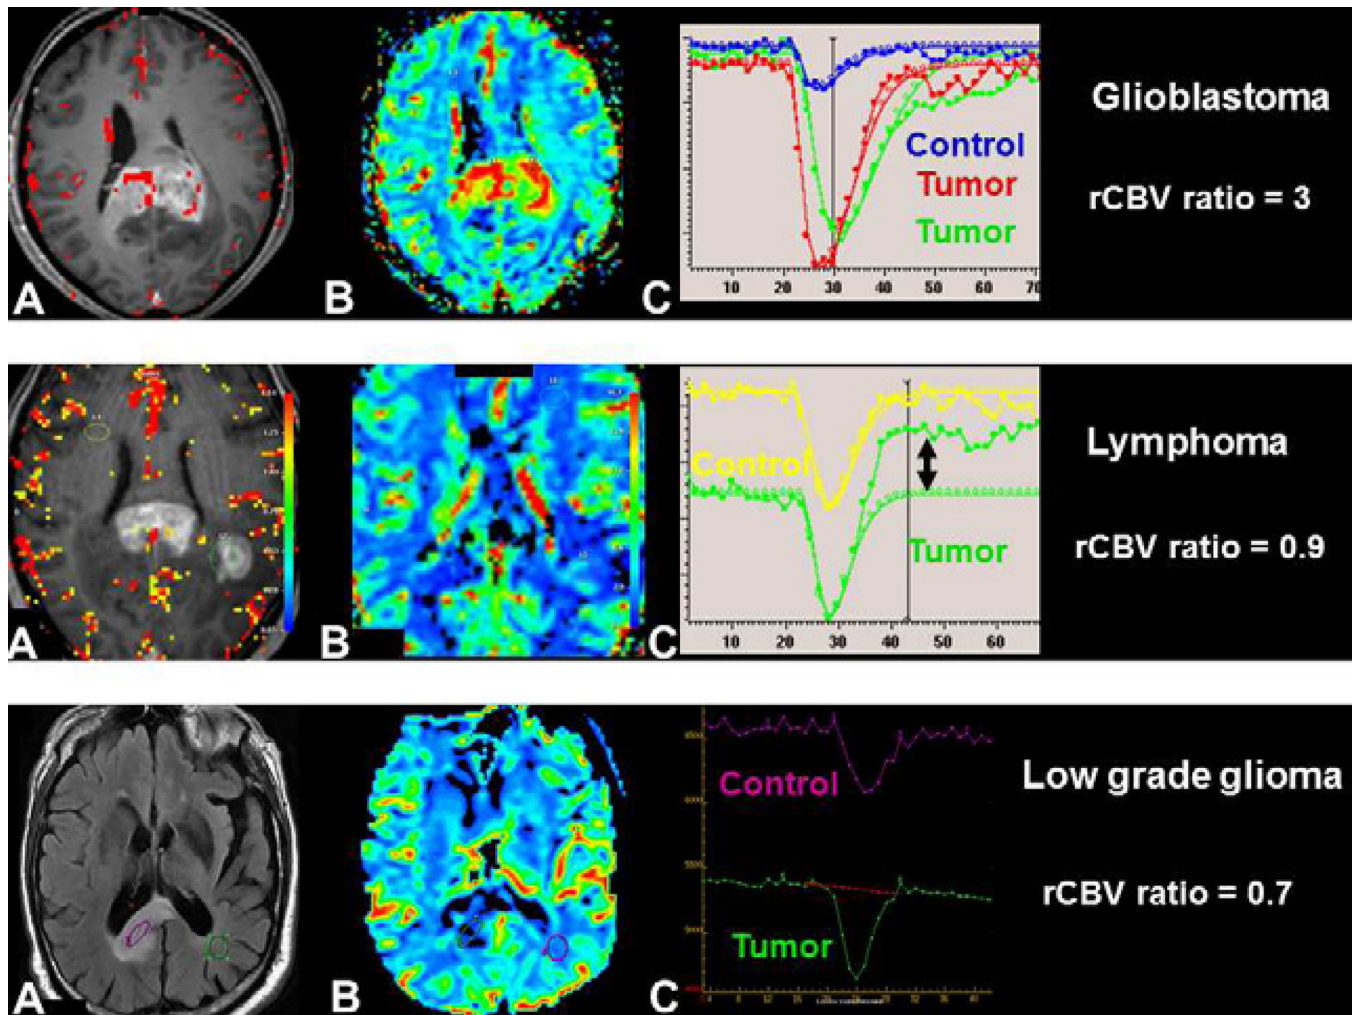 Glioblastoma
Control
Tumor
rCBV ratio = 3
Tumor
A
B
C
10 20 30 40 50 60 70
Lymphoma
Control
Tumor
rCBV ratio = 0.9
A
B
C
10 20 30 40 50 60
Low grade glioma
Control
Tumor
rCBV ratio = 0.7
A
B
C